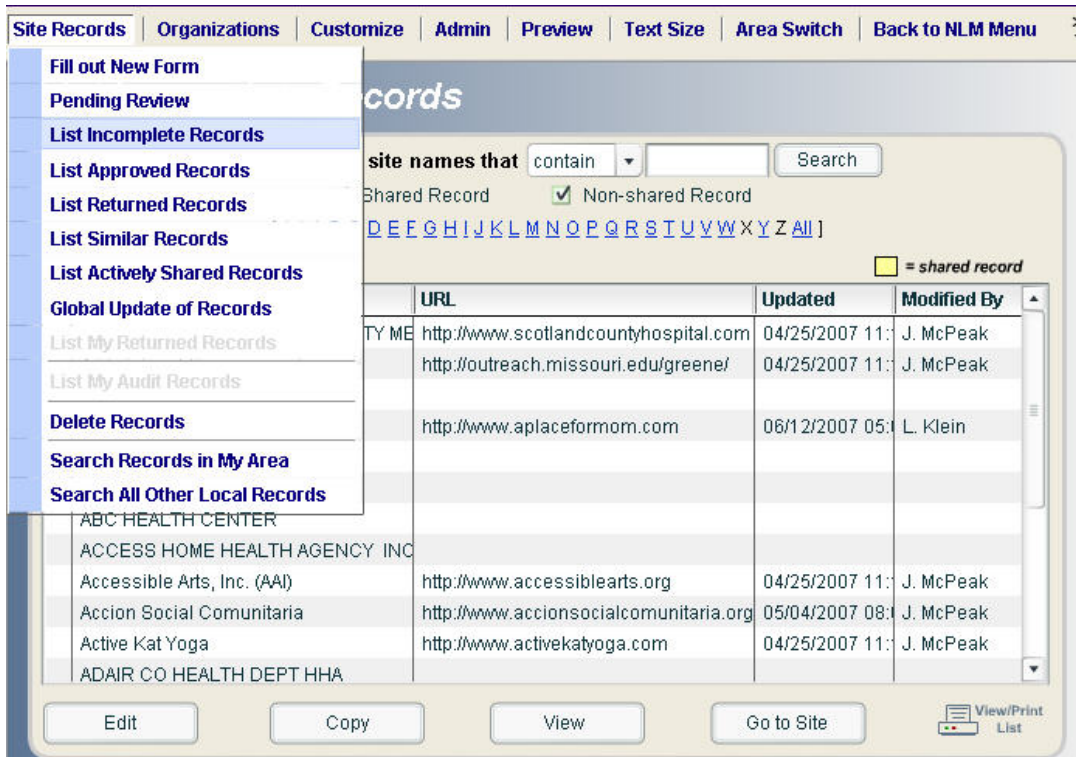 Site Records | Organizations | Customize | Admin | Preview | Text Size | Area Switch | Back to NLM Menu
Fill out New Form
Pending Review
List Incomplete Records
List Approved Records
List Returned Records
List Similar Records
List Actively Shared Records
Global Update of Records
List My Returned Records
List My Audit Records
Delete Records
Search Records in My Area
Search All Other Local Records
cords
site names that contain Search
Shared Record Non-shared Record
D E F G H I J K L M N O P Q R S T U V W X Y Z All ]
= shared record
URL Updated Modified By
TY ME http://www.scotlandcountyhospital.com 04/25/2007 11: J. McPeak
http://outreach.missouri.edu/greene/ 04/25/2007 11: J. McPeak
http://www.aplaceformom.com 06/12/2007 05: L. Klein
ABC HEALTH CENTER
ACCESS HOME HEALTH AGENCY INC
Accessible Arts, Inc. (AAI) http://www.accessiblearts.org 04/25/2007 11: J. McPeak
Accion Social Comunitaria http://www.accionsocialcomunitaria.org 05/04/2007 08: J. McPeak
Active Kat Yoga http://www.activekatyoga.com 04/25/2007 11: J. McPeak
ADAIR CO HEALTH DEPT HHA
Edit Copy View Go to Site View/Print
List